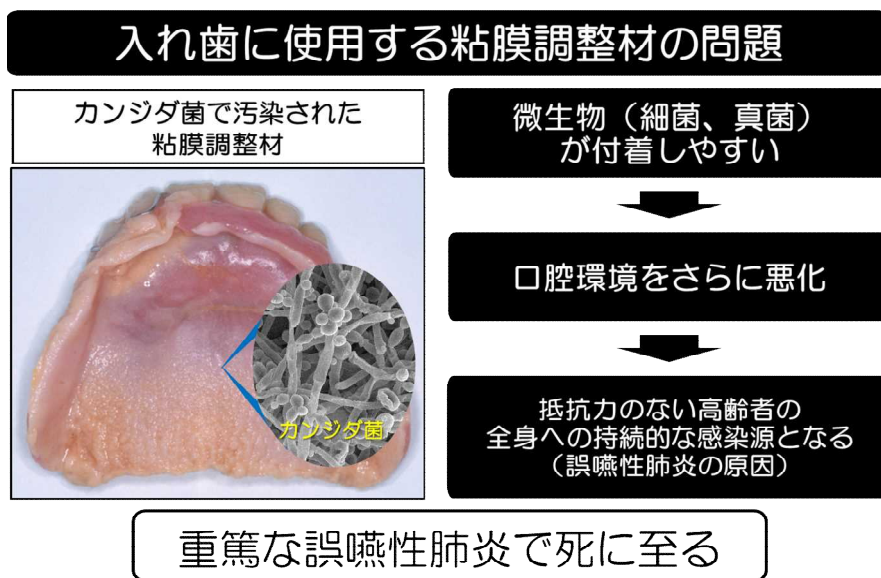 入れ歯に使用する粘膜調整材の問題
カンジダ菌で汚染された
粘膜調整材
カンジダ菌
微生物（細菌、真菌）
が付着しやすい
口腔環境をさらに悪化
抵抗力のない高齢者の
全身への持続的な感染源となる
（誤嚥性肺炎の原因）
重篤な誤嚥性肺炎で死に至る